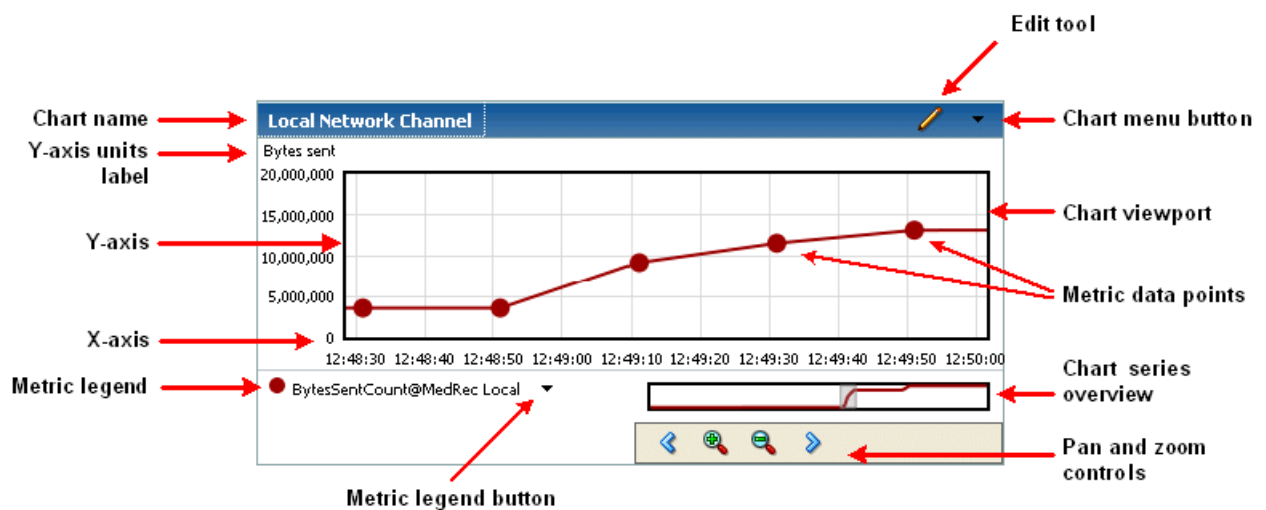 Edit tool
Chart name
Local Network Channel
Chart menu button
Y-axis units
label
Bytes sent
20,000,000
15,000,000
Chart viewport
Y-axis
10,000,000
5,000,000
Metric data points
X-axis
0
12:48:30 12:48:40 12:48:50 12:49:00 12:49:10 12:49:20 12:49:30 12:49:40 12:49:50 12:50:00
Metric legend
BytesSentCount@MedRec Local
Chart series
overview
Pan and zoom
controls
Metric legend button